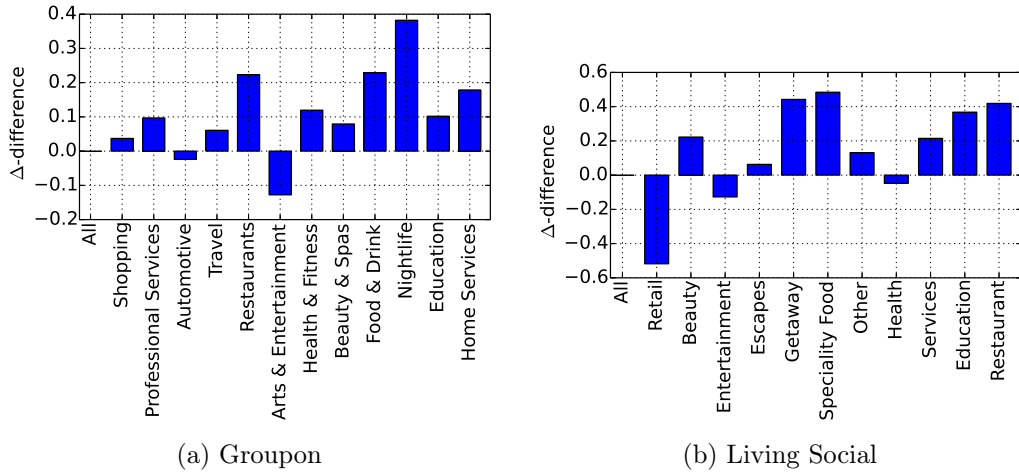 0.4
0.3
0.2
0.1
0.0
−0.1
−0.2
Δ-difference
All
Shopping
Professional Services
Automotive
Travel
Restaurants
Arts & Entertainment
Health & Fitness
Beauty & Spas
Food & Drink
Nightlife
Education
Home Services
(a) Groupon
0.6
0.4
0.2
0.0
−0.2
−0.4
−0.6
Δ-difference
All
Retail
Beauty
Entertainment
Escapes
Getaway
Speciality Food
Other
Health
Services
Education
Restaurant
(b) Living Social